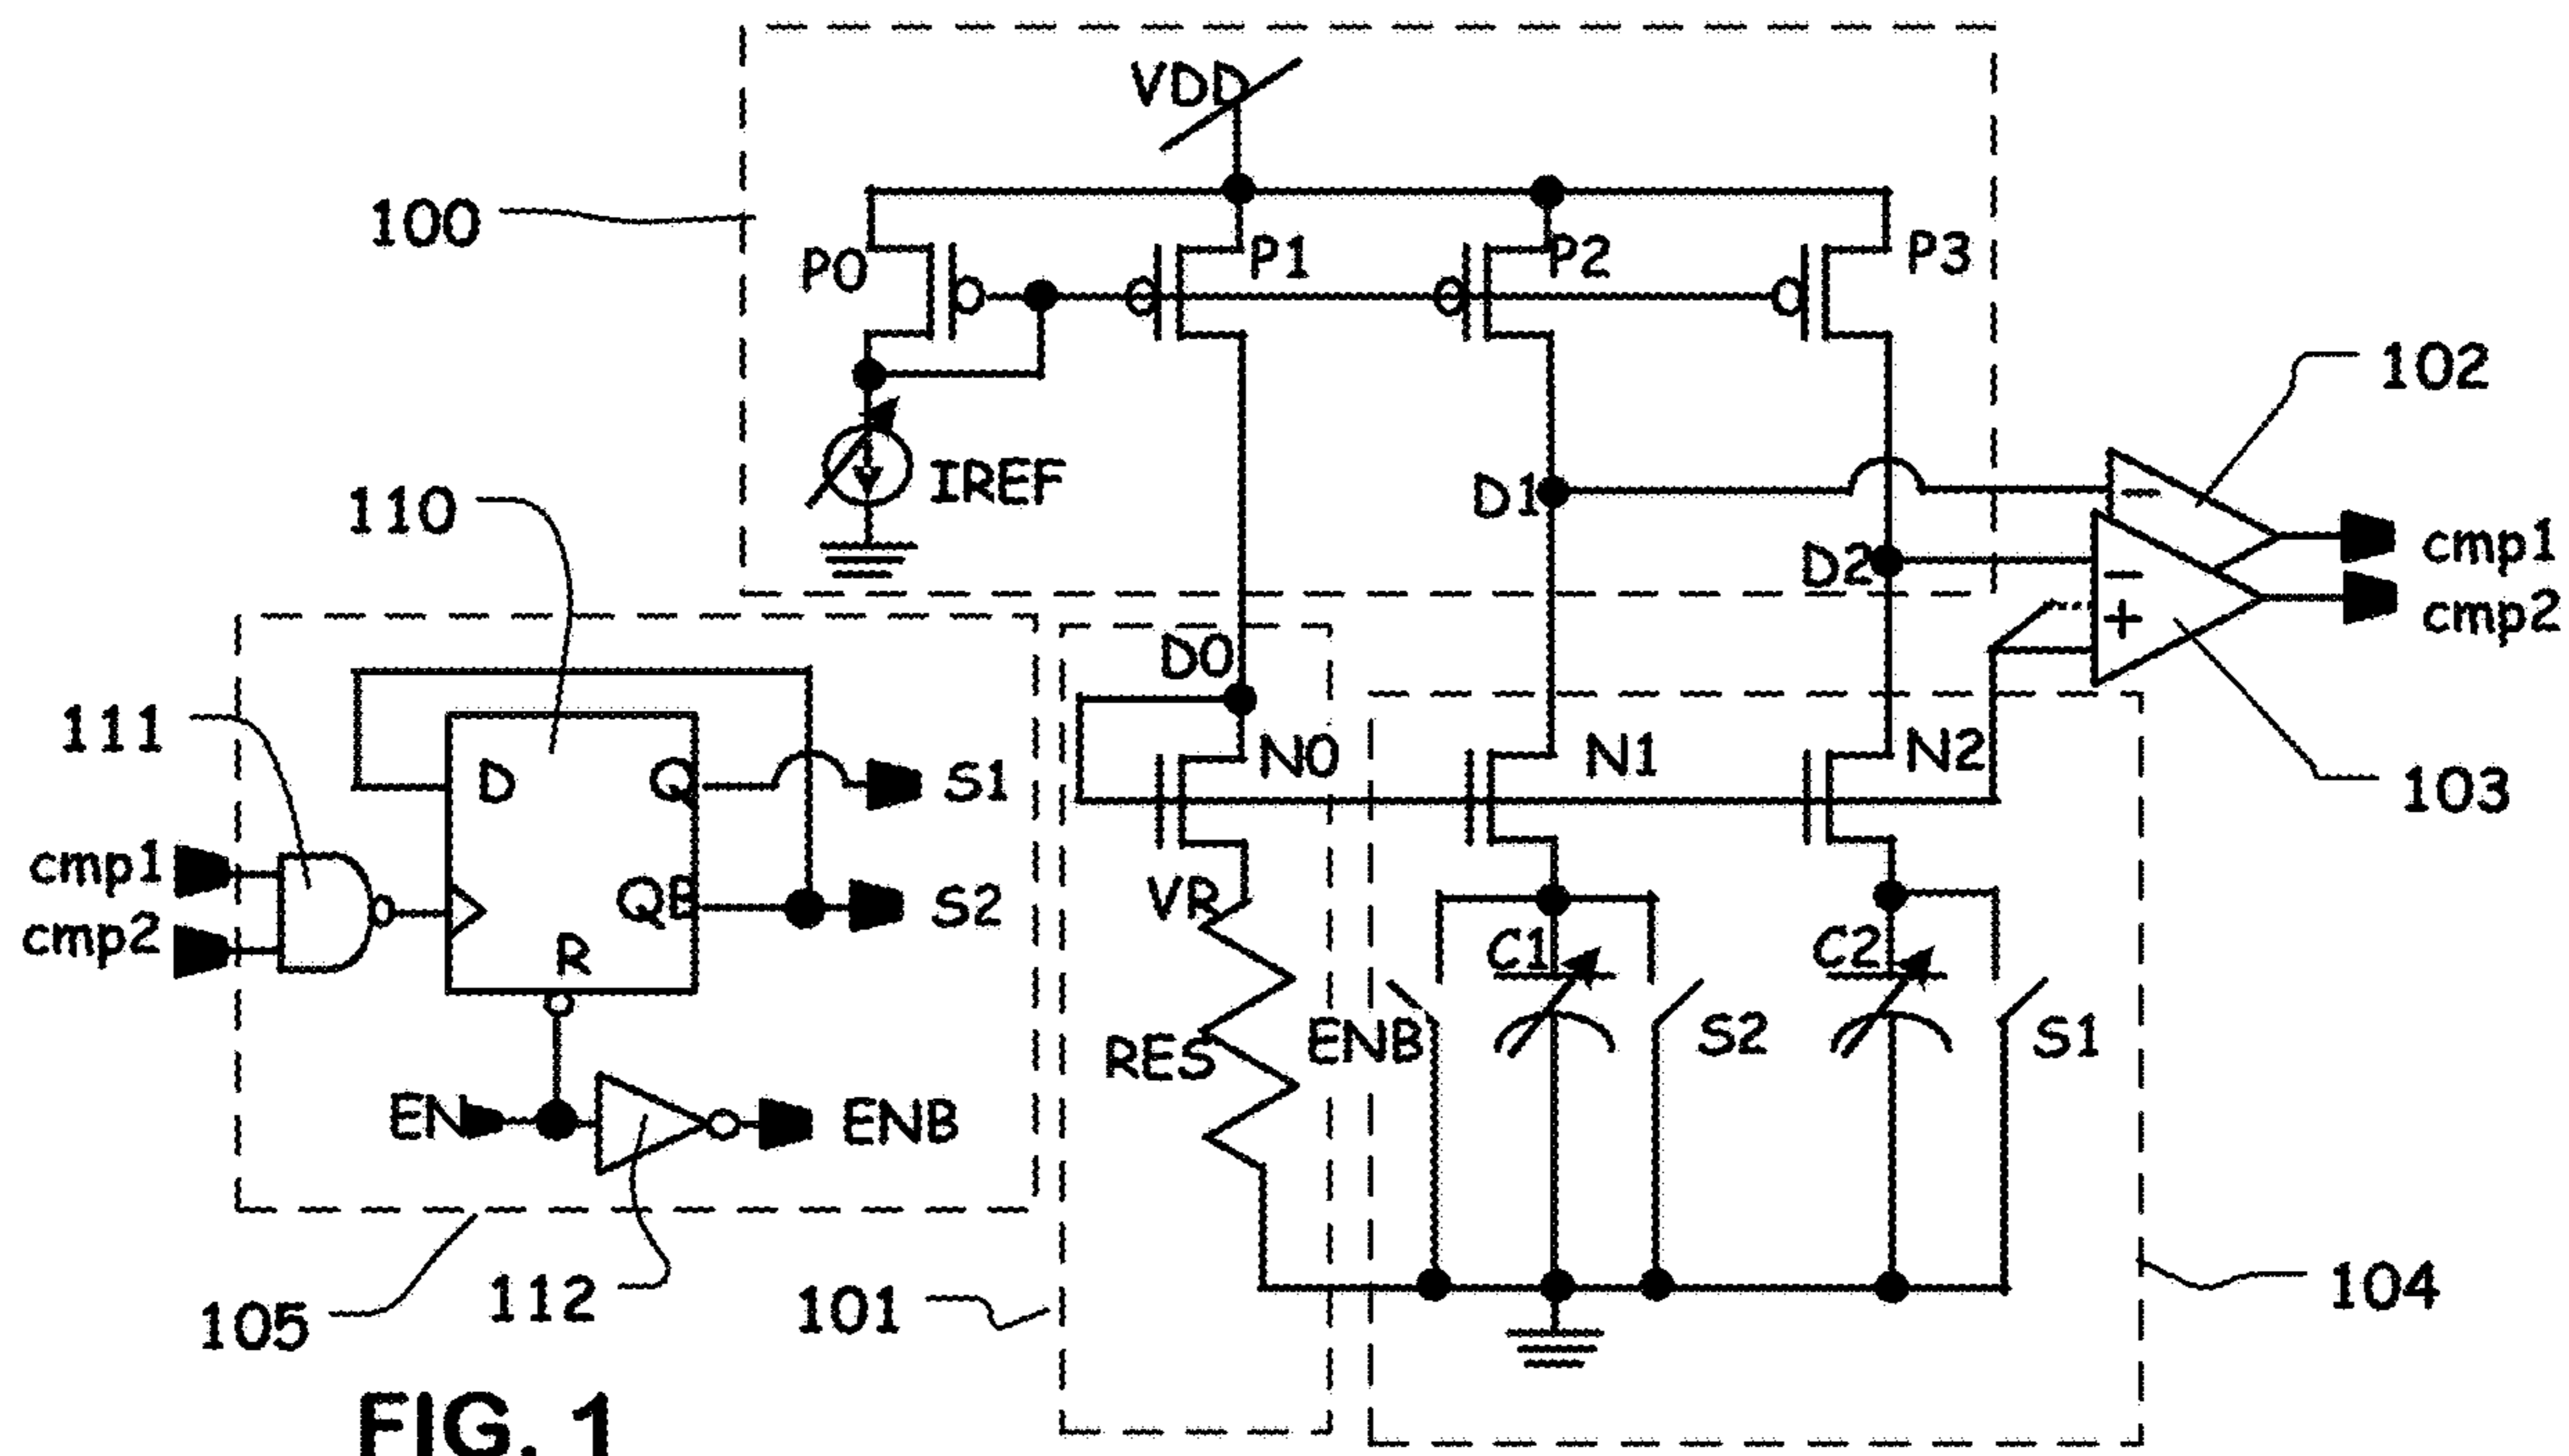 VDD
100
P0
P1
P2
P3
IREF
D1
D2
102
cmp1
cmp2
103
−
−
+
110
111
D
Q
S1
cmp1
cmp2
QB
S2
R
EN
ENB
105
112
D0
N0
N1
N2
VR
RES
ENB
C1
S2
C2
S1
101
104
FIG. 1